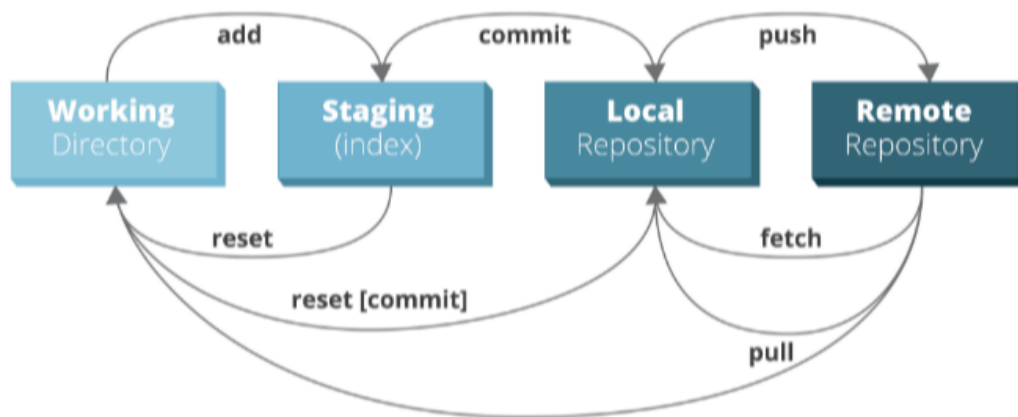 add
commit
push
Working
Directory
Staging
(index)
Local
Repository
Remote
Repository
reset
fetch
reset [commit]
pull